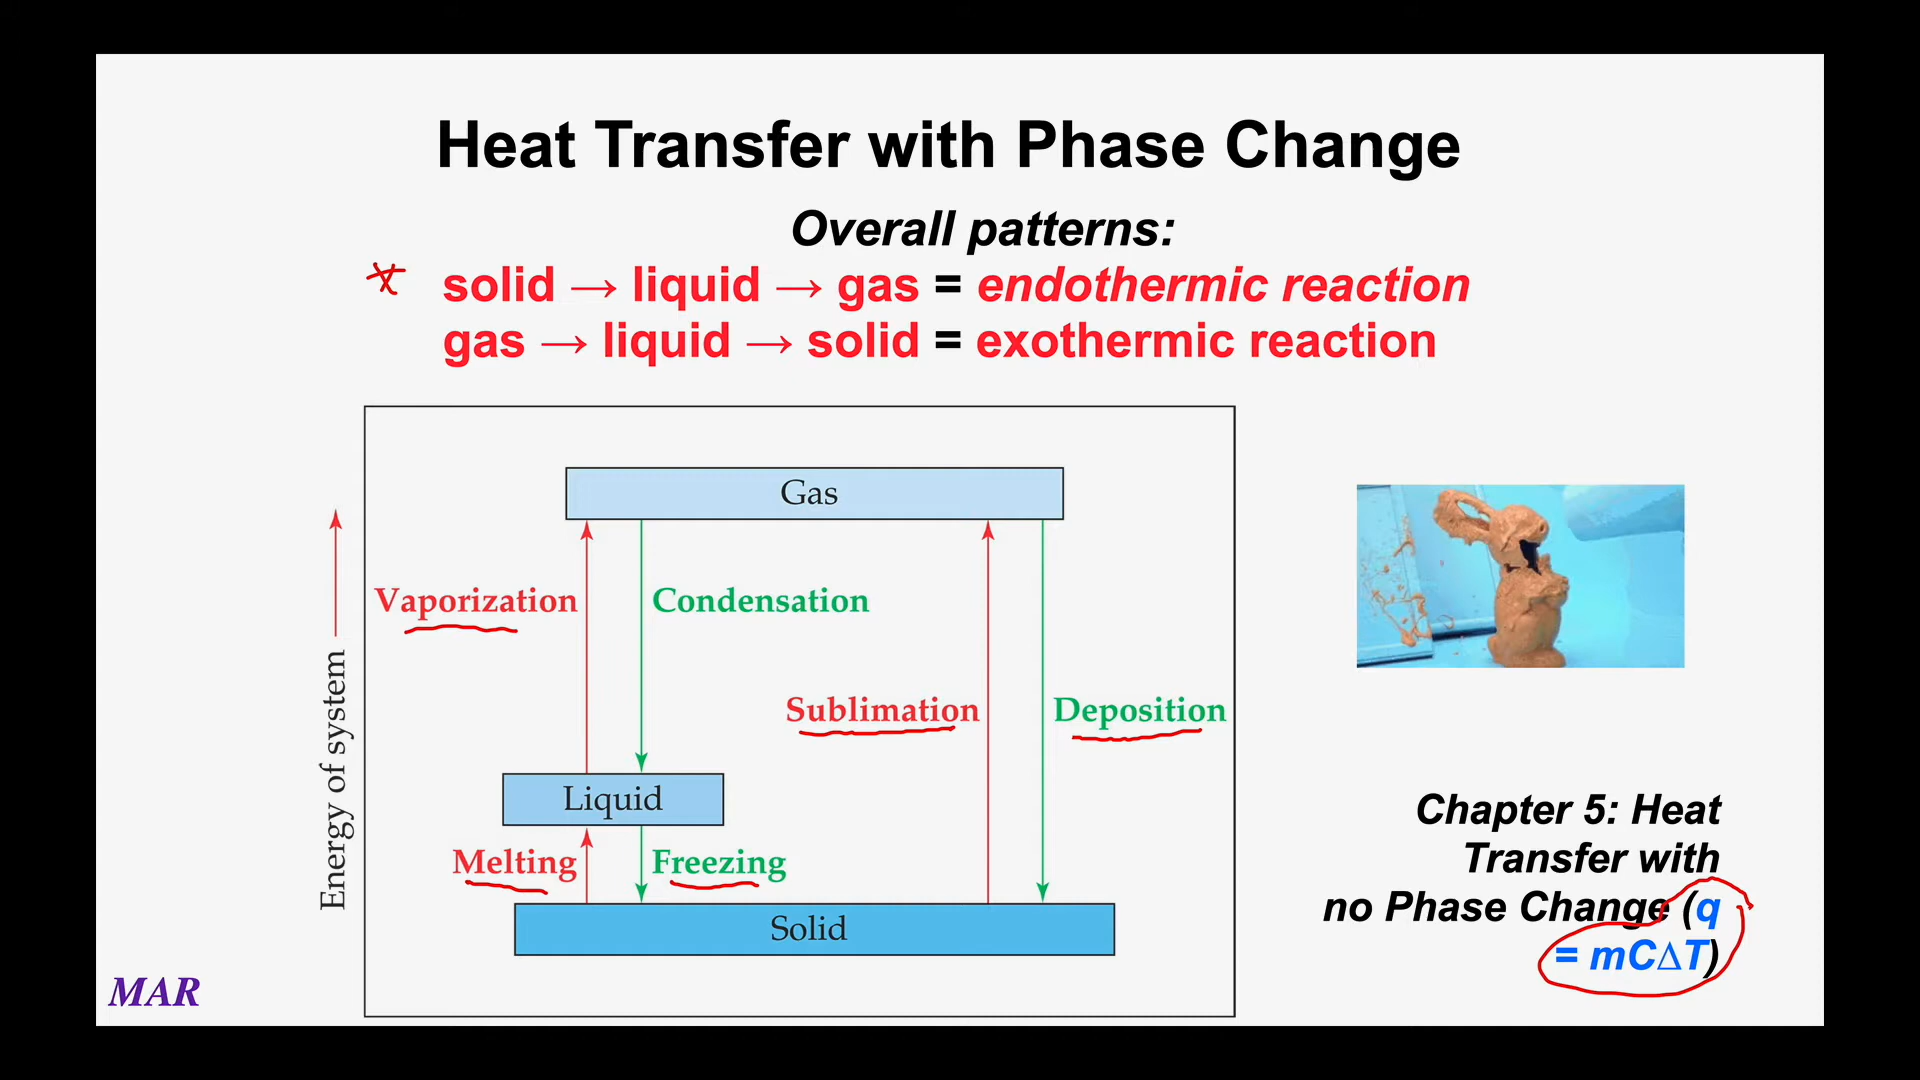 Heat Transfer with Phase Change
Overall patterns:
solid → liquid → gas = endothermic reaction
gas → liquid → solid = exothermic reaction
Energy of system
Gas
Vaporization
Condensation
Sublimation
Deposition
Liquid
Melting
Freezing
Solid
Chapter 5: Heat
Transfer with
no Phase Change (q
= mCΔT)
MAR